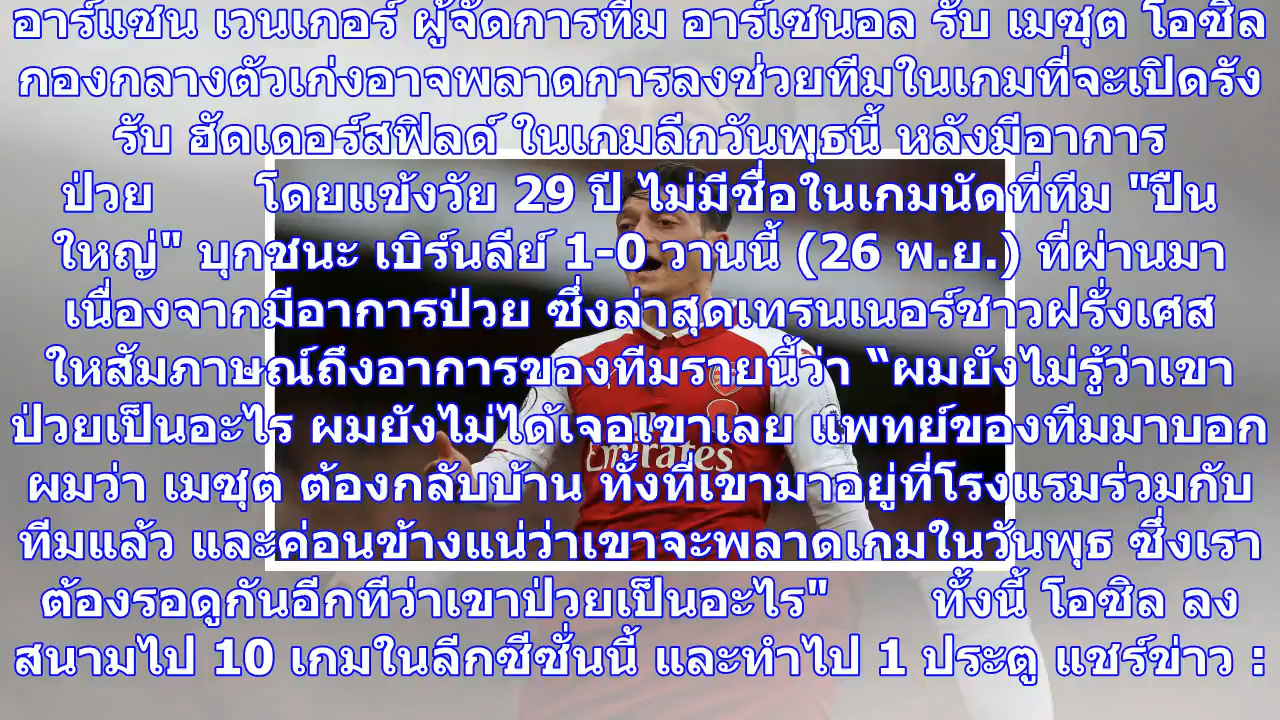 อาร์แซน เวนเกอร์ ผู้จัดการทีม อาร์เซนอล รับ เมซุต โอซิล
กองกลางตัวเก่งอาจพลาดการลงช่วยทีมในเกมที่จะเปิดรัง
รับ ฮัดเดอร์สฟิลด์ ในเกมลีกวันพุธนี้ หลังมีอาการ
ป่วย โดยแข้งวัย 29 ปี ไม่มีชื่อในเกมนัดที่ทีม "ปืน
ใหญ่" บุกชนะ เบิร์นลีย์ 1-0 วานนี้ (26 พ.ย.) ที่ผ่านมา
เนื่องจากมีอาการป่วย ซึ่งล่าสุดเทรนเนอร์ชาวฝรั่งเศส
ใหสัมภาษณ์ถึงอาการของทีมรายนี้ว่า “ผมยังไม่รู้ว่าเขา
ป่วยเป็นอะไร ผมยังไม่ได้เจอเขาเลย แพทย์ของทีมมาบอก
ผมว่า เมซุต ต้องกลับบ้าน ทั้งที่เขามาอยู่ที่โรงแรมร่วมกับ
ทีมแล้ว และค่อนข้างแน่ว่าเขาจะพลาดเกมในวันพุธ ซึ่งเรา
ต้องรอดูกันอีกทีว่าเขาป่วยเป็นอะไร" ทั้งนี้ โอซิล ลง
สนามไป 10 เกมในลีกซีซั่นนี้ และทำไป 1 ประตู แชร์ข่าว :
Emirates